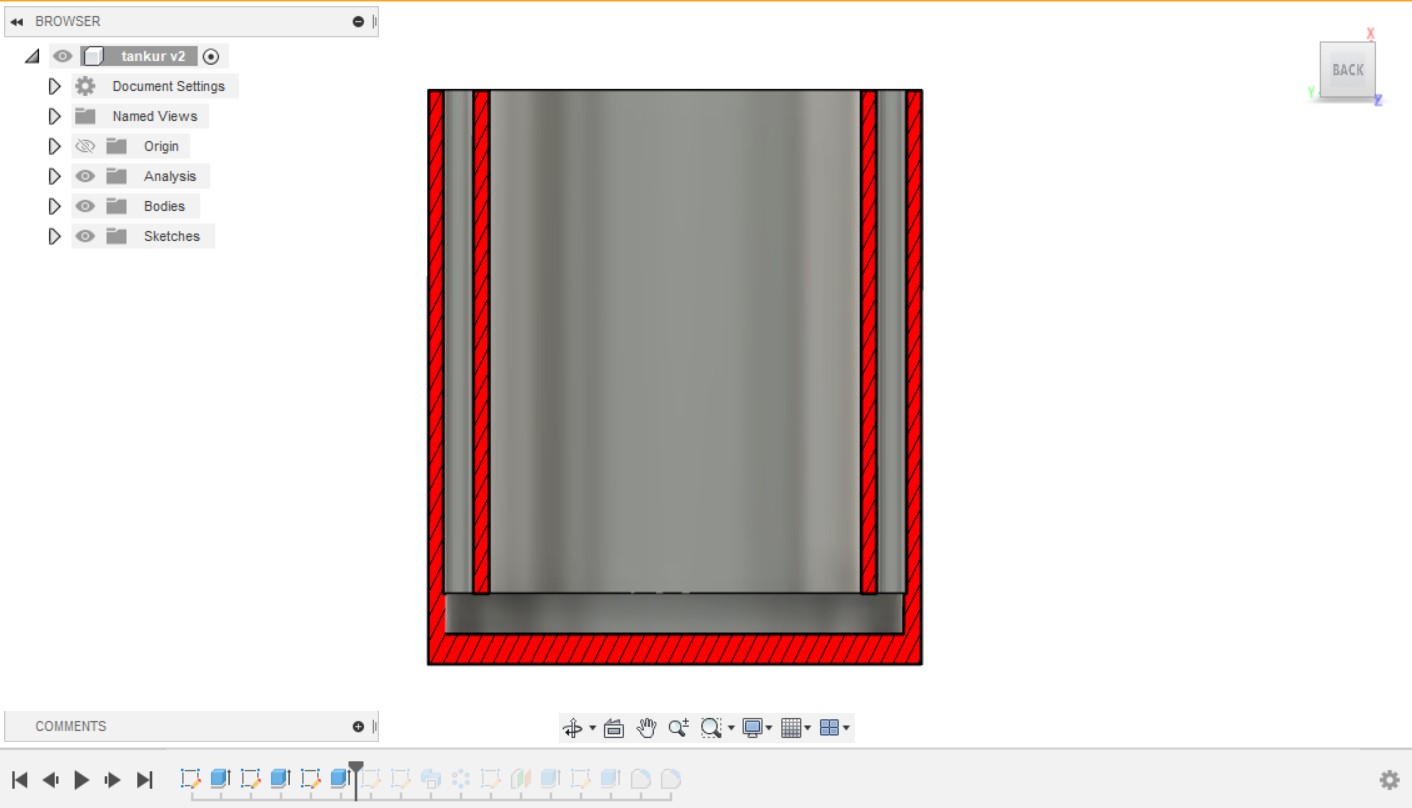 BROWSER
tankur v2
Document Settings
Named Views
Origin
Analysis
Bodies
Sketches
X
BACK
Y
Z
COMMENTS